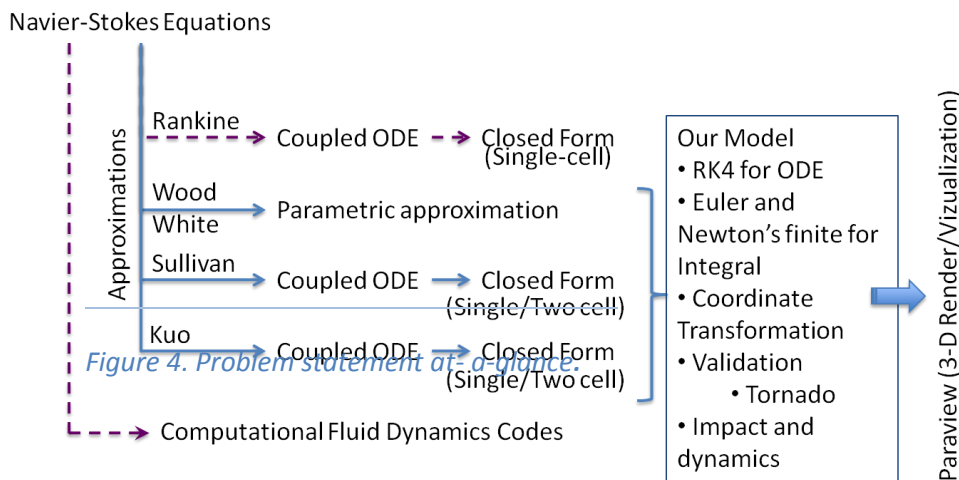 Navier-Stokes Equations
Approximations
Rankine
Coupled ODE
Closed Form
(Single-cell)
Wood
White
Parametric approximation
Sullivan
Coupled ODE
Closed Form
(Single/Two cell)
Kuo
Coupled ODE
Closed Form
(Single/Two cell)
Figure 4. Problem statement at- a-glance.
Computational Fluid Dynamics Codes
Our Model
• RK4 for ODE
• Euler and
Newton's finite for
Integral
• Coordinate
Transformation
• Validation
• Tornado
• Impact and
dynamics
Paraview (3-D Render/Vizualization)